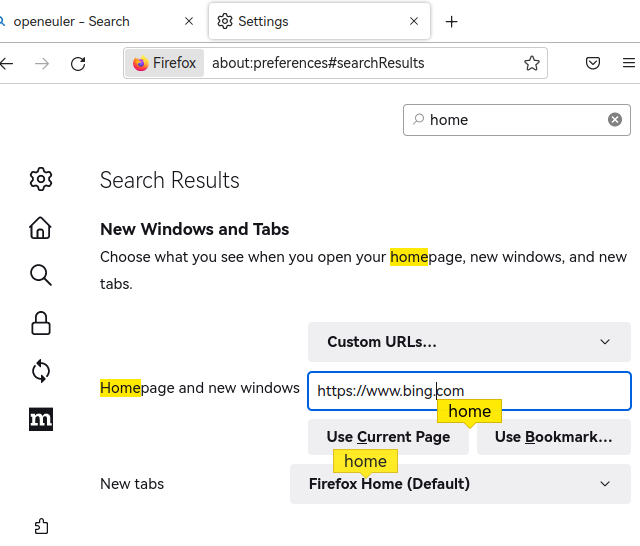 openeuler - Search
Settings
Firefox
about:preferences#searchResults
home
Search Results
New Windows and Tabs
Choose what you see when you open your homepage, new windows, and new
tabs.
Custom URLs...
Homepage and new windows
https://www.bing.com
home
Use Current Page
Use Bookmark...
home
New tabs
Firefox Home (Default)
m